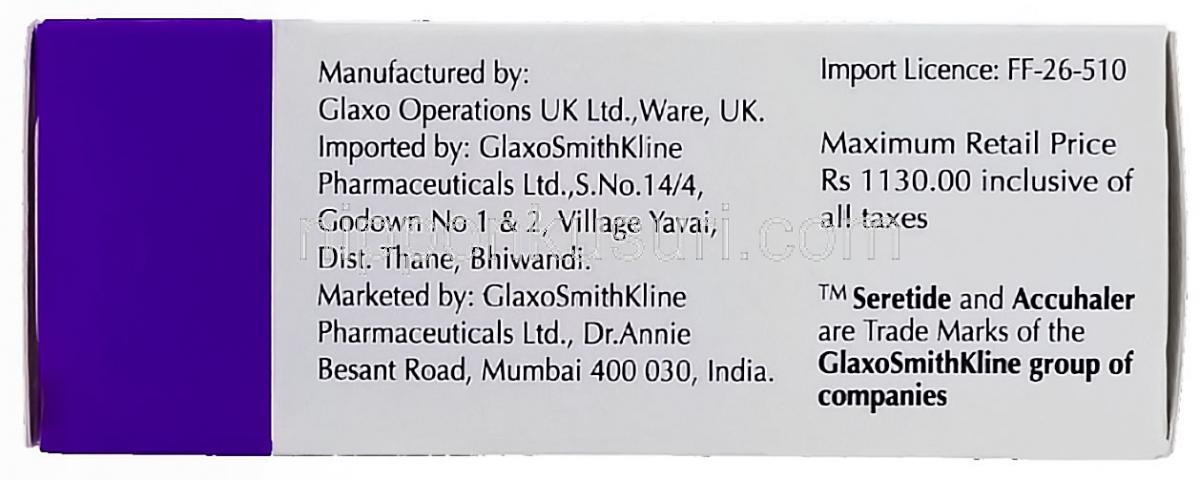 Manufactured by:
Glaxo Operations UK Ltd.,Ware, UK.
Imported by: GlaxoSmithKline
Pharmaceuticals Ltd.,S.No.14/4,
Godown No 1 & 2, Village Yavai,
Dist. Thane, Bhiwandi.
Marketed by: GlaxoSmithKline
Pharmaceuticals Ltd., Dr.Annie
Besant Road, Mumbai 400 030, India.
Import Licence: FF-26-510
Maximum Retail Price
Rs 1130.00 inclusive of
all taxes
™ Seretide and Accuhaler
are Trade Marks of the
GlaxoSmithKline group of
companies
nipponkusuri.com